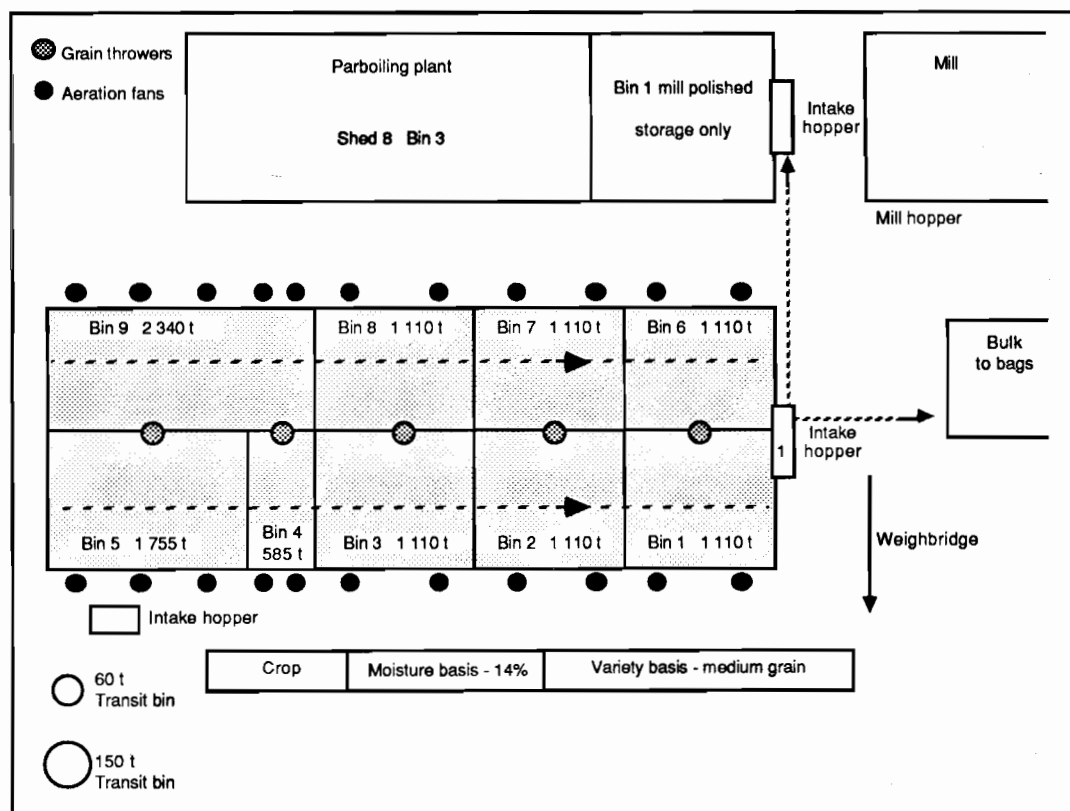 Grain throwers
Aeration fans
Parboiling plant
Shed 8 Bin 3
Bin 1 mill polished
storage only
Intake
hopper
Mill
Mill hopper
Bin 9 2 340 t
Bin 8 1 110 t
Bin 7 1 110 t
Bin 6 1 110 t
Bulk
to bags
1
Intake
hopper
Bin 5 1 755 t
Bin 4
585 t
Bin 3 1 110 t
Bin 2 1 110 t
Bin 1 1 110 t
Weighbridge
Intake hopper
Crop
Moisture basis - 14%
Variety basis - medium grain
60 t
Transit bin
150 t
Transit bin